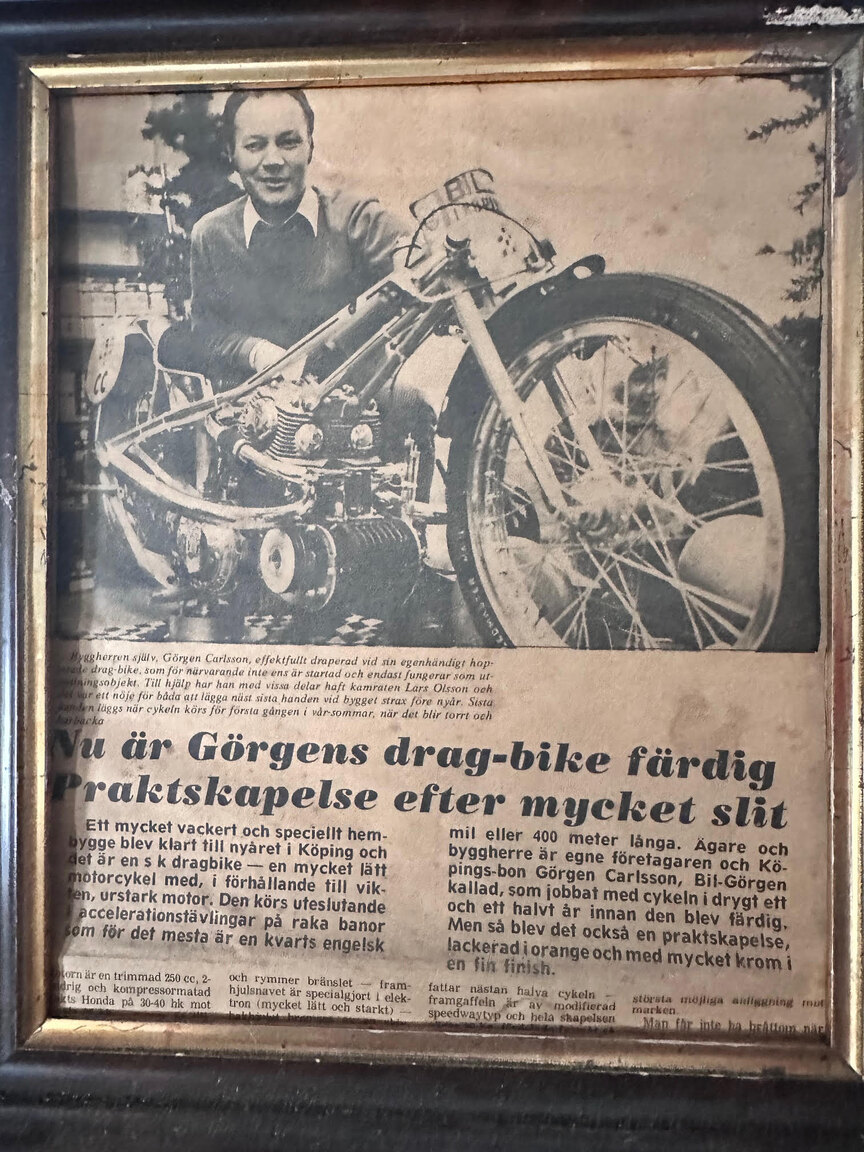 BIL
CC
Byggherren själv, Görgen Carlsson, effektfullt draperad vid sin egenhändigt hop-
drag-bike, som för närvarande inte ens är startad och endast fungerar som ut-
ningsobjekt. Till hjälp har han med vissa delar haft kamraten Lars Olsson och
det var ett nöje för båda att lägga näst sista handen vid bygget strax före nyår. Sista
handen läggs när cykeln körs för första gången i vår-sommar, när det blir torrt och
Nu är Görgens drag-bike färdig
Praktskapelse efter mycket slit
Ett mycket vackert och speciellt hem-
bygge blev klart till nyåret i Köping och
det är en s k dragbike — en mycket lätt
motorcykel med, i förhållande till vik-
ten, urstark motor. Den körs uteslutande
i accelerationstävlingar på raka banor
som för det mesta är en kvarts engelsk
mil eller 400 meter långa. Ägare och
byggherre är egne företagaren och Kö-
pings-bon Görgen Carlsson, Bil-Görgen
kallad, som jobbat med cykeln i drygt ett
och ett halvt år innan den blev färdig.
Men så blev det också en praktskapelse,
lackerad i orange och med mycket krom i
en fin finish.
Motorn är en trimmad 250 cc, 2-
drig och kompressormatad
Honda på 30-40 hk mot
och rymmer bränslet — fram-
hjulsnavet är specialgjort i elek-
tron (mycket lätt och starkt) —
fattar nästan halva cykeln —
framgaffeln är av modifierad
speedwaytyp och hela skapelsen
största möjliga anliggning mot
marken.
Man får inte ha bråttom när